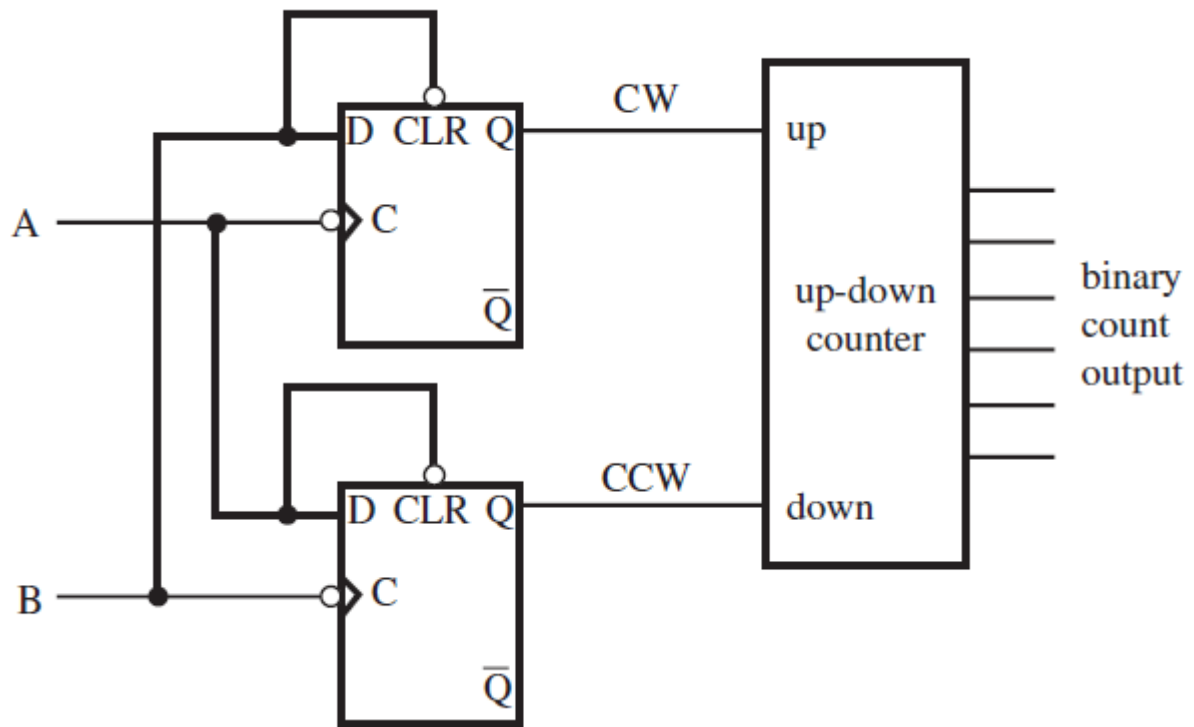 CW
D CLR Q
up
A
C
Q̅
up-down
counter
binary
count
output
CCW
D CLR Q
down
B
C
Q̅